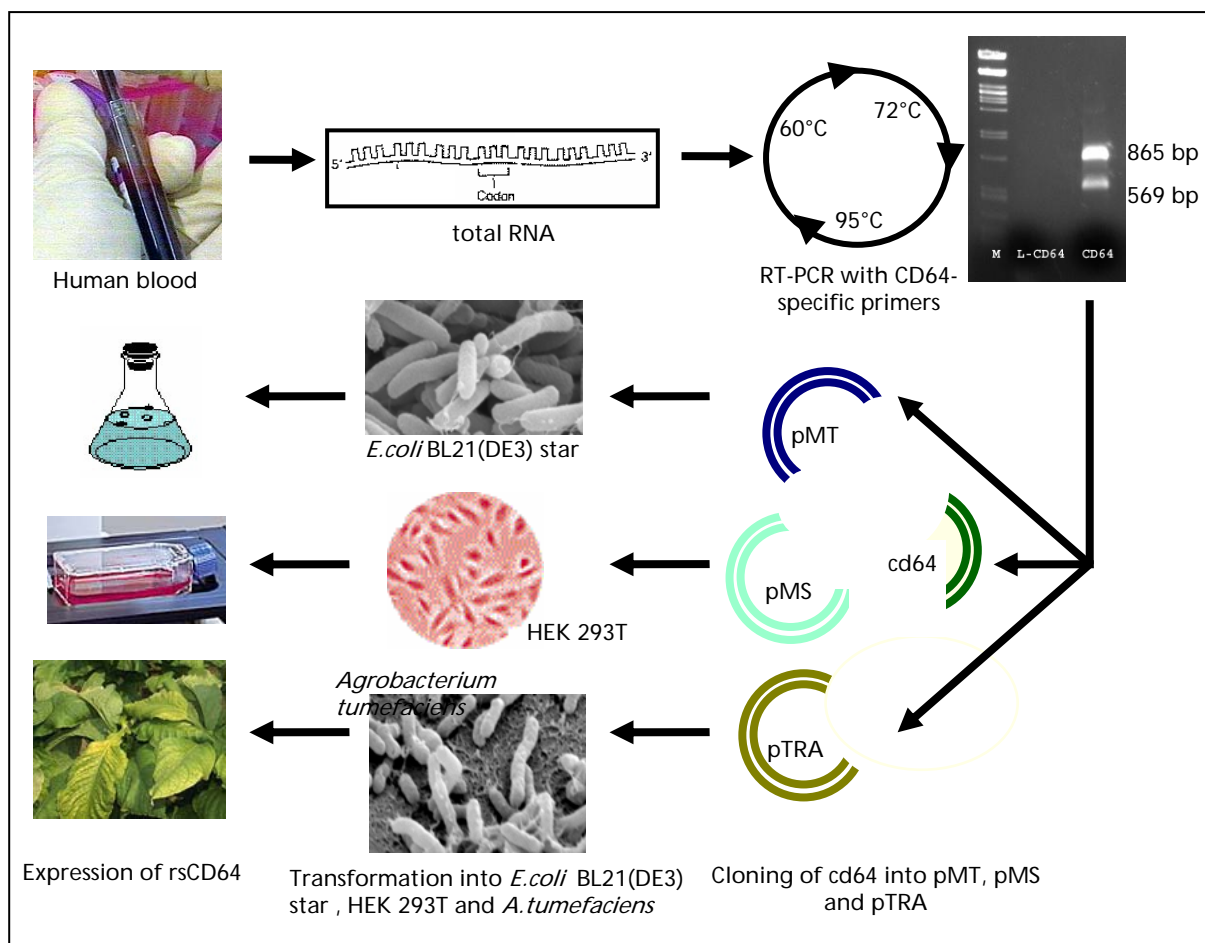 5' 3'
Codon
total RNA
Human blood
60°C
72°C
95°C
RT-PCR with CD64-
specific primers
865 bp
569 bp
M L-CD64 CD64
E.coli BL21(DE3) star
pMT
HEK 293T
pMS
cd64
Agrobacterium
tumefaciens
pTRA
Expression of rsCD64
Transformation into E.coli BL21(DE3)
star , HEK 293T and A.tumefaciens
Cloning of cd64 into pMT, pMS
and pTRA